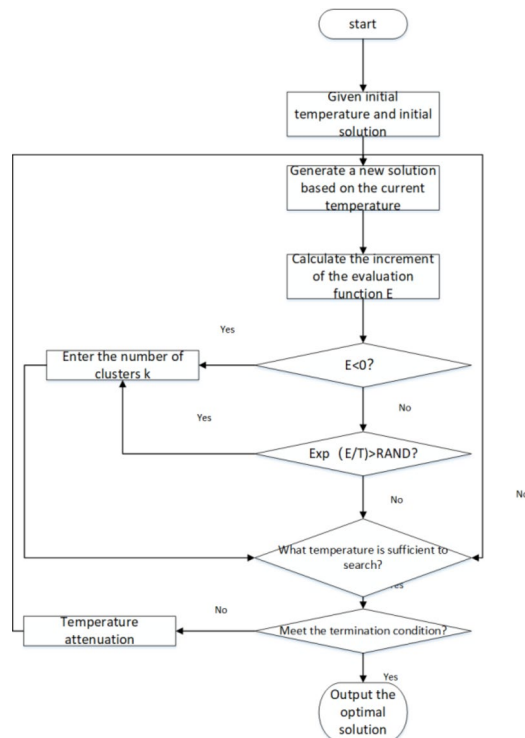 start
Given initial
temperature and initial
solution
Generate a new solution
based on the current
temperature
Calculate the increment
of the evaluation
function E
Yes
Enter the number of
clusters k
E<0?
No
Yes
Exp (E/T)>RAND?
No
No
What temperature is sufficient to
search?
Temperature
attenuation
No
Meet the termination condition?
Yes
Output the
optimal
solution